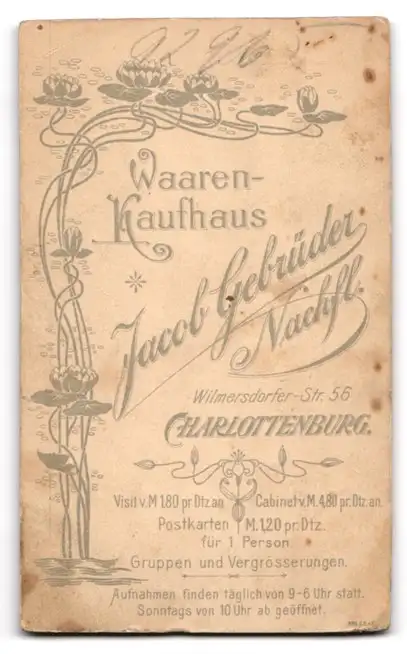 2296
Waaren-
Kaufhaus
Jacob Gebrüder
Nachfl.
Wilmersdorfer-Str. 56
CHARLOTTENBURG.
Visit v. M 1.80 pr. Dtz. an Cabinet v. M. 4,80 pr. Dtz. an.
Postkarten M. 1,20 pr. Dtz.
für 1 Person.
Gruppen und Vergrösserungen.
Aufnahmen finden täglich von 9-6 Uhr statt.
Sonntags von 10 Uhr ab geöffnet.